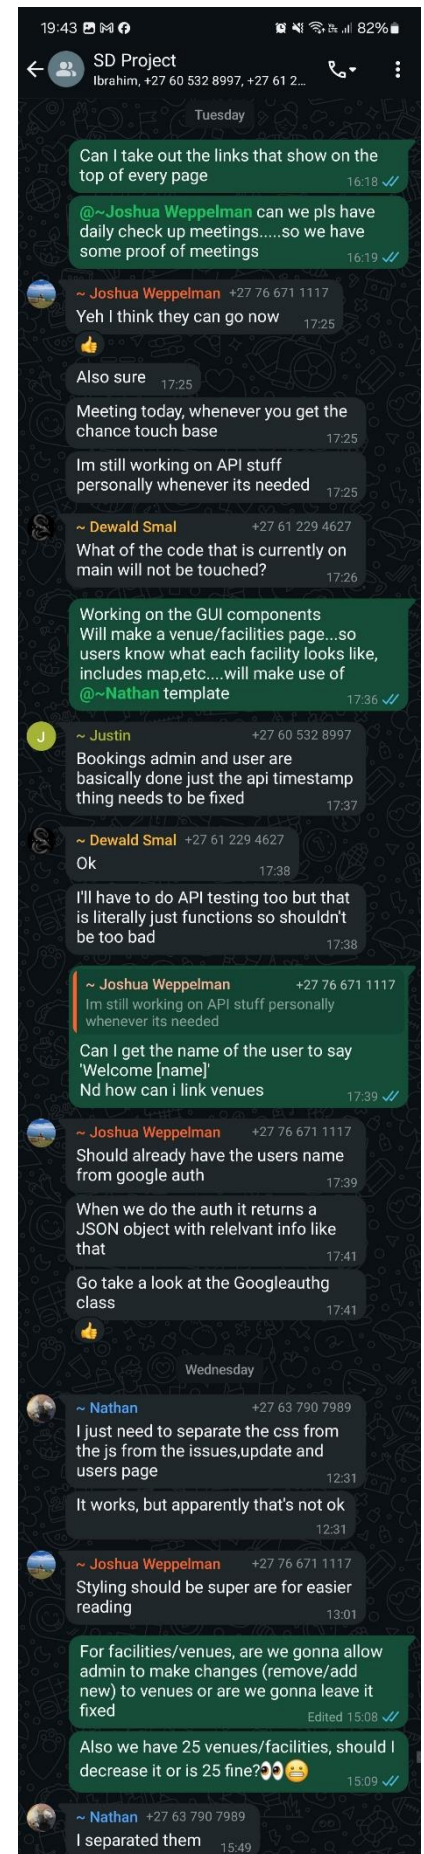 19:43 82%
SD Project
Ibrahim, +27 60 532 8997, +27 61 2...
Tuesday
Can I take out the links that show on the
top of every page
16:18
@~Joshua Weppelman can we pls have
daily check up meetings.....so we have
some proof of meetings
16:19
~ Joshua Weppelman +27 76 671 1117
Yeh I think they can go now
17:25
Also sure 17:25
Meeting today, whenever you get the
chance touch base
17:25
Im still working on API stuff
personally whenever its needed
17:25
~ Dewald Smal +27 61 229 4627
What of the code that is currently on
main will not be touched?
17:26
Working on the GUI components
Will make a venue/facilities page...so
users know what each facility looks like,
includes map,etc....will make use of
@~Nathan template
17:36
J
~ Justin +27 60 532 8997
Bookings admin and user are
basically done just the api timestamp
thing needs to be fixed
17:37
~ Dewald Smal +27 61 229 4627
Ok
17:38
I'll have to do API testing too but that
is literally just functions so shouldn't
be too bad
17:38
~ Joshua Weppelman +27 76 671 1117
Im still working on API stuff personally
whenever its needed
Can I get the name of the user to say
'Welcome [name]'
Nd how can i link venues
17:39
~ Joshua Weppelman +27 76 671 1117
Should already have the users name
from google auth
17:39
When we do the auth it returns a
JSON object with relelvant info like
that
17:41
Go take a look at the Googleauthg
class
17:41
Wednesday
~ Nathan +27 63 790 7989
I just need to separate the css from
the js from the issues,update and
users page
12:31
It works, but apparently that's not ok
12:31
~ Joshua Weppelman +27 76 671 1117
Styling should be super are for easier
reading
13:01
For facilities/venues, are we gonna allow
admin to make changes (remove/add
new) to venues or are we gonna leave it
fixed
Edited 15:08
Also we have 25 venues/facilities, should I
decrease it or is 25 fine?👀😬
15:09
~ Nathan +27 63 790 7989
I separated them
15:49